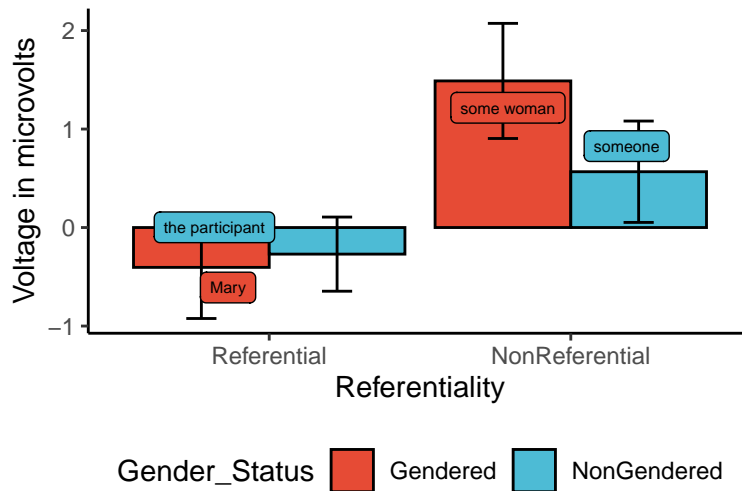 Voltage in microvolts
2
1
0
−1
some woman
someone
the participant
Mary
Referential NonReferential
Referentiality
Gender_Status Gendered NonGendered